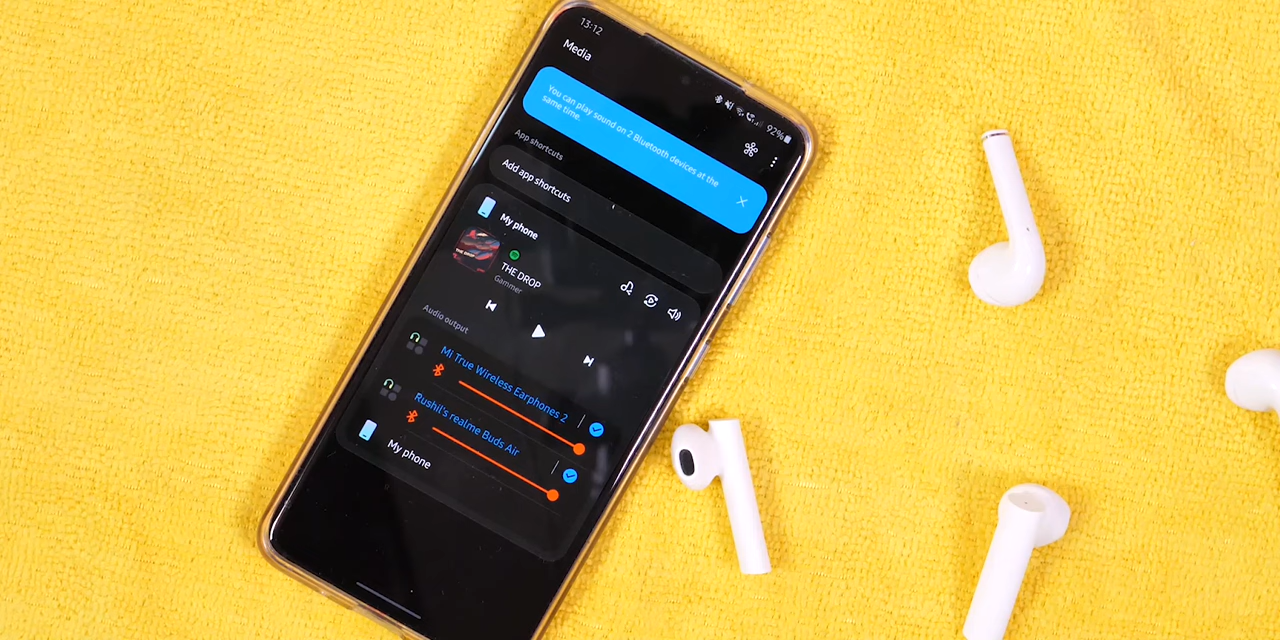 13:12
92%
Media
You can play sound on 2 Bluetooth devices at the
same time.
App shortcuts
Add app shortcuts
My phone
THE DROP
THE DROP
Gammer
Audio output
Mi True Wireless Earphones 2
Rushil's realme Buds Air
My phone